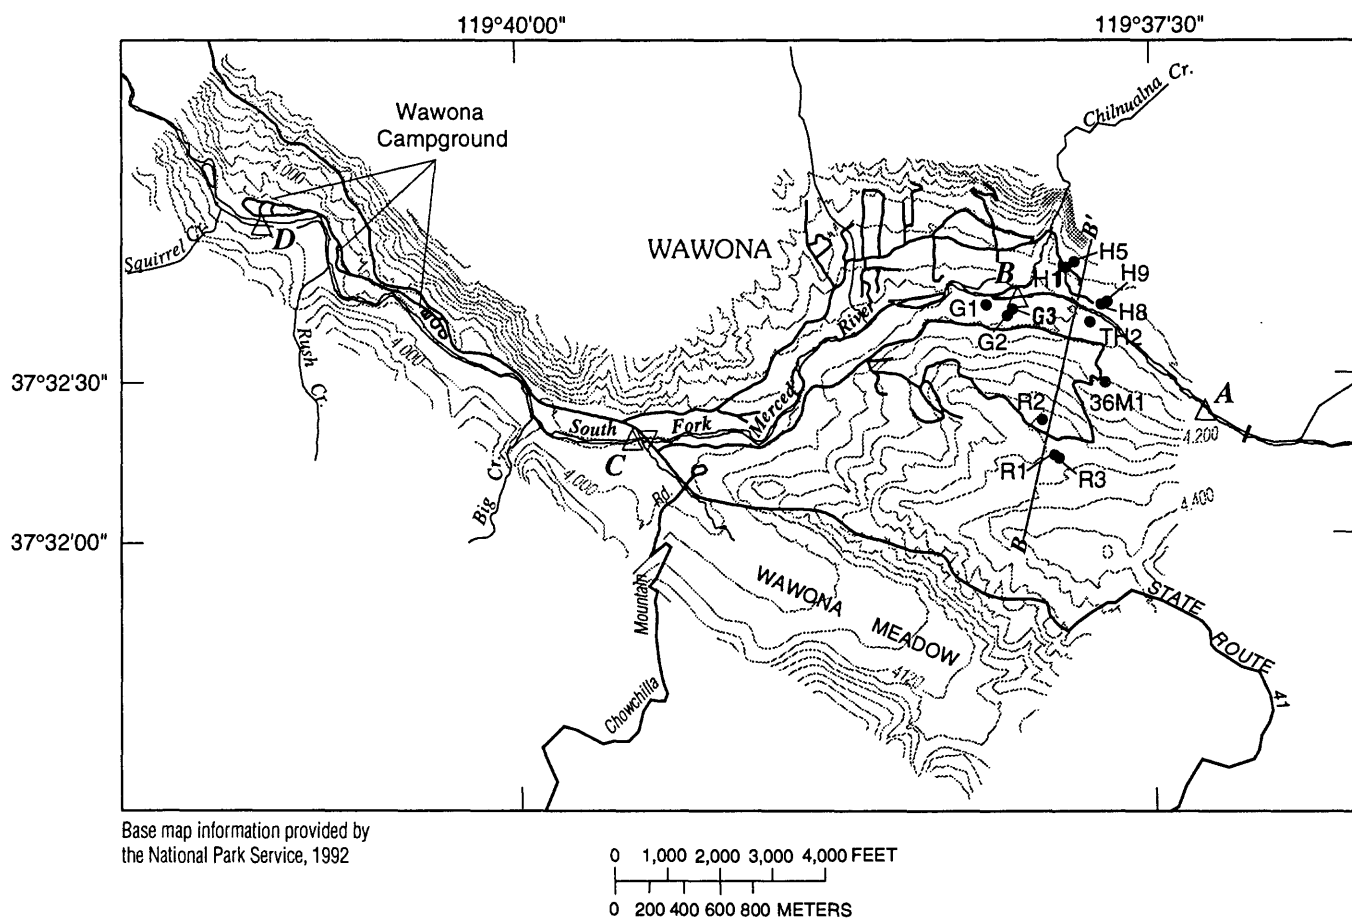 119°40'00"
119°37'30"
Chilnualna Cr.
Wawona
Campground
4,000
WAWONA
B'
D
Squirrel Cr.
H5
B
H1
H9
H8
G1
G3
G2
TH2
River
Rush Cr.
4,000
37°32'30"
Merced
36M1
A
R2
4,200
South Fork
C
R1
R3
4,000
Big Cr.
Rd.
4,400
37°32'00"
B
WAWONA
MEADOW
Mountain
STATE
ROUTE
41
4120
Chowchilla
Base map information provided by
the National Park Service, 1992
0 1,000 2,000 3,000 4,000 FEET
0 200 400 600 800 METERS